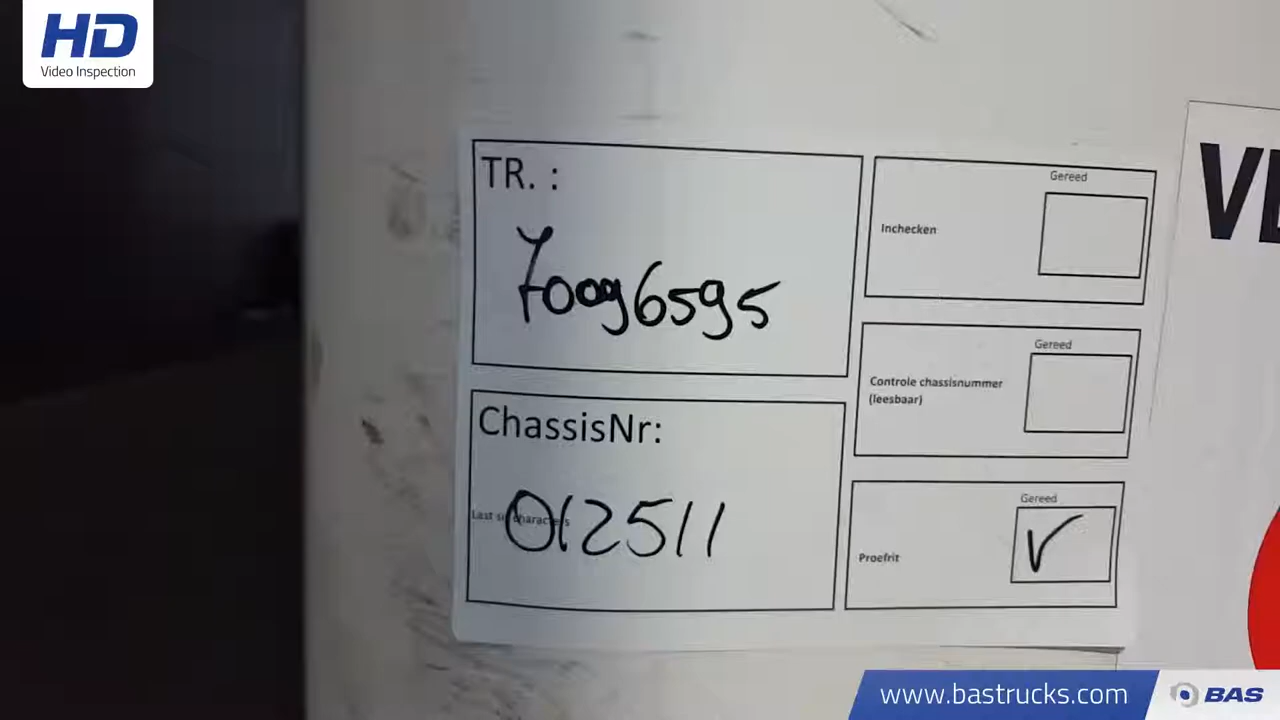 HD
Video Inspection
TR. :
70096595
ChassisNr:
012511
Gereed
Inchecken
Gereed
Controle chassisnummer
(leesbaar)
Gereed
Proefrit
www.bastrucks.com
BAS